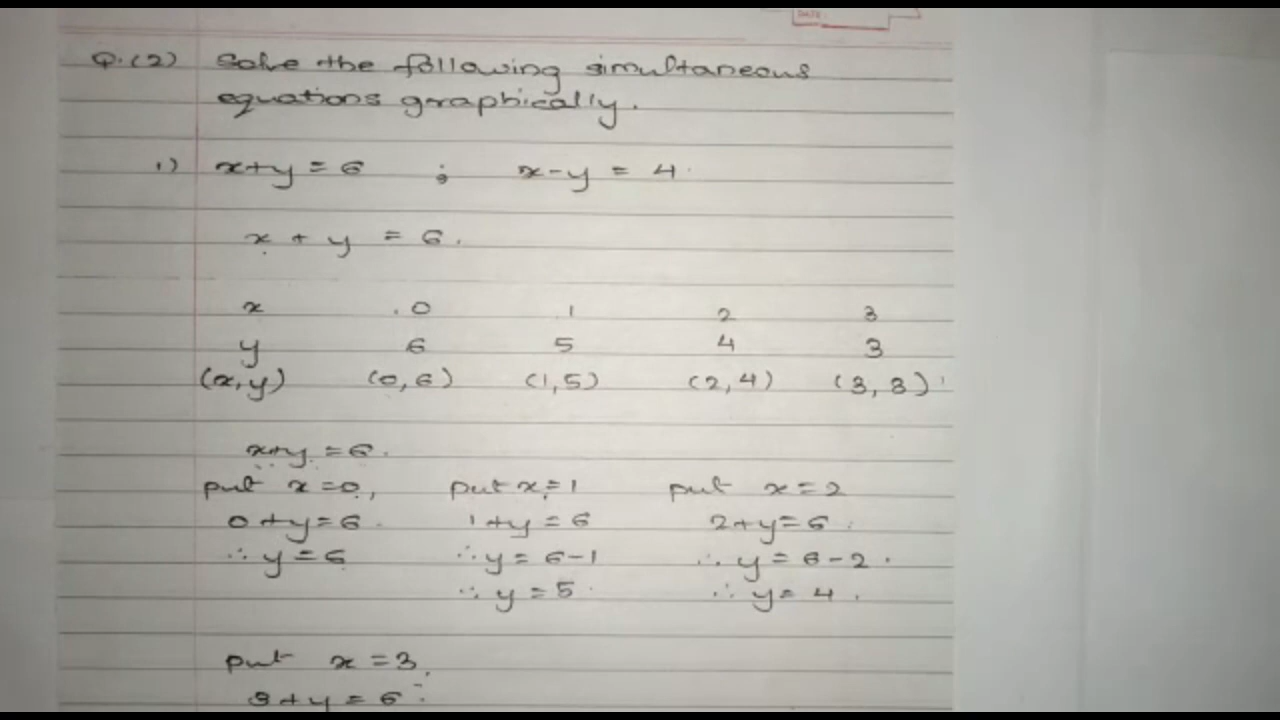 DATE:
Q.(2) Solve the following simultaneous
equations graphically.
1) x+y=6 ; x-y = 4.
x + y = 6.
x 0 1 2 3
y 6 5 4 3
(x,y) (0,6) (1,5) (2,4) (3,3)
x+y=6.
put x=0, put x=1 put x=2
0+y=6. 1+y=6 2+y=6.
∴y=6 ∴y=6-1 ∴y=6-2.
∴y=5. ∴y=4.
put x=3,
3+y=6